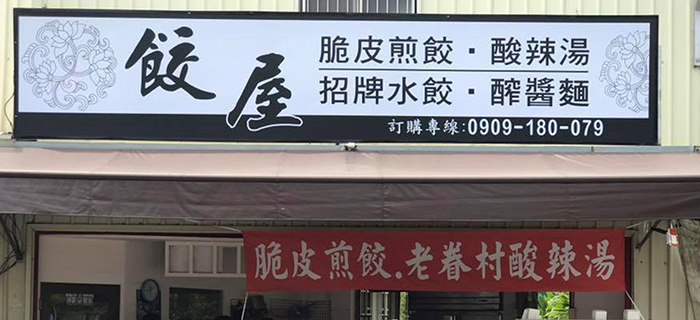 餃屋
脆皮煎餃·酸辣湯
招牌水餃·醡醬麵
訂購專線:0909-180-079
脆皮煎餃.老眷村酸辣湯